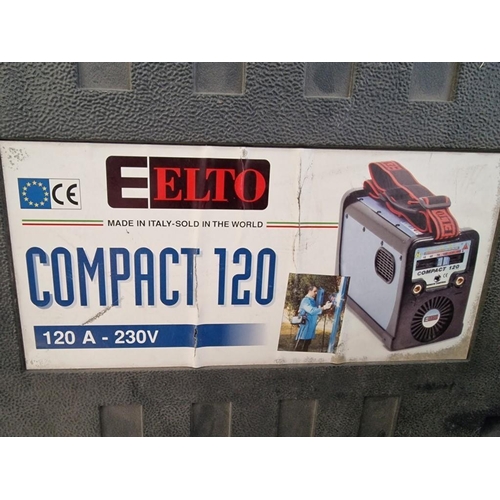 CE
EELTO
MADE IN ITALY-SOLD IN THE WORLD
COMPACT 120
120 A - 230V
COMPACT 120